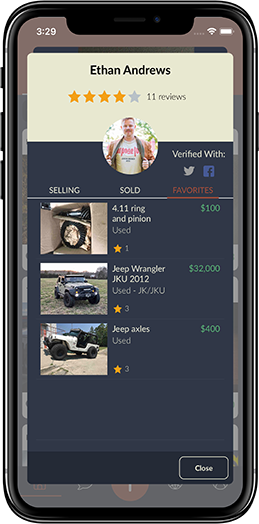 3:29
Ethan Andrews
11 reviews
Verified With:
SELLING SOLD FAVORITES
4.11 ring $100
and pinion
Used
1
Jeep Wrangler $32,000
JKU 2012
Used - JK/JKU
3
Jeep axles $400
Used
3
Close